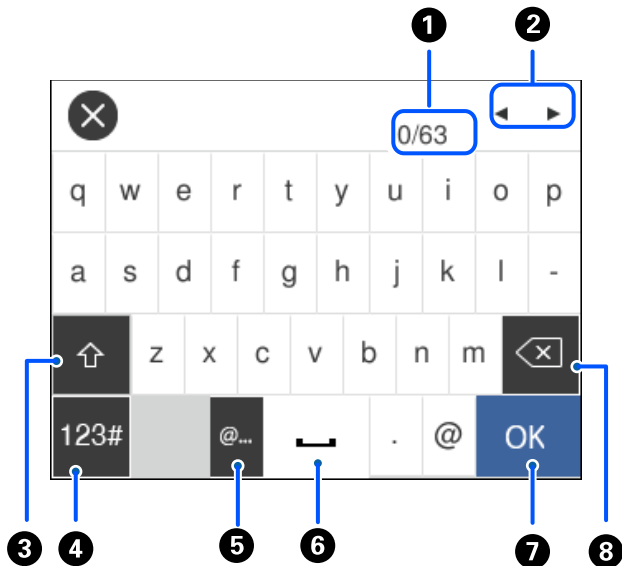 1 2
0/63
q w e r t y u i o p
a s d f g h j k l -
z x c v b n m
123# @... . @ OK
3 4 5 6 7 8